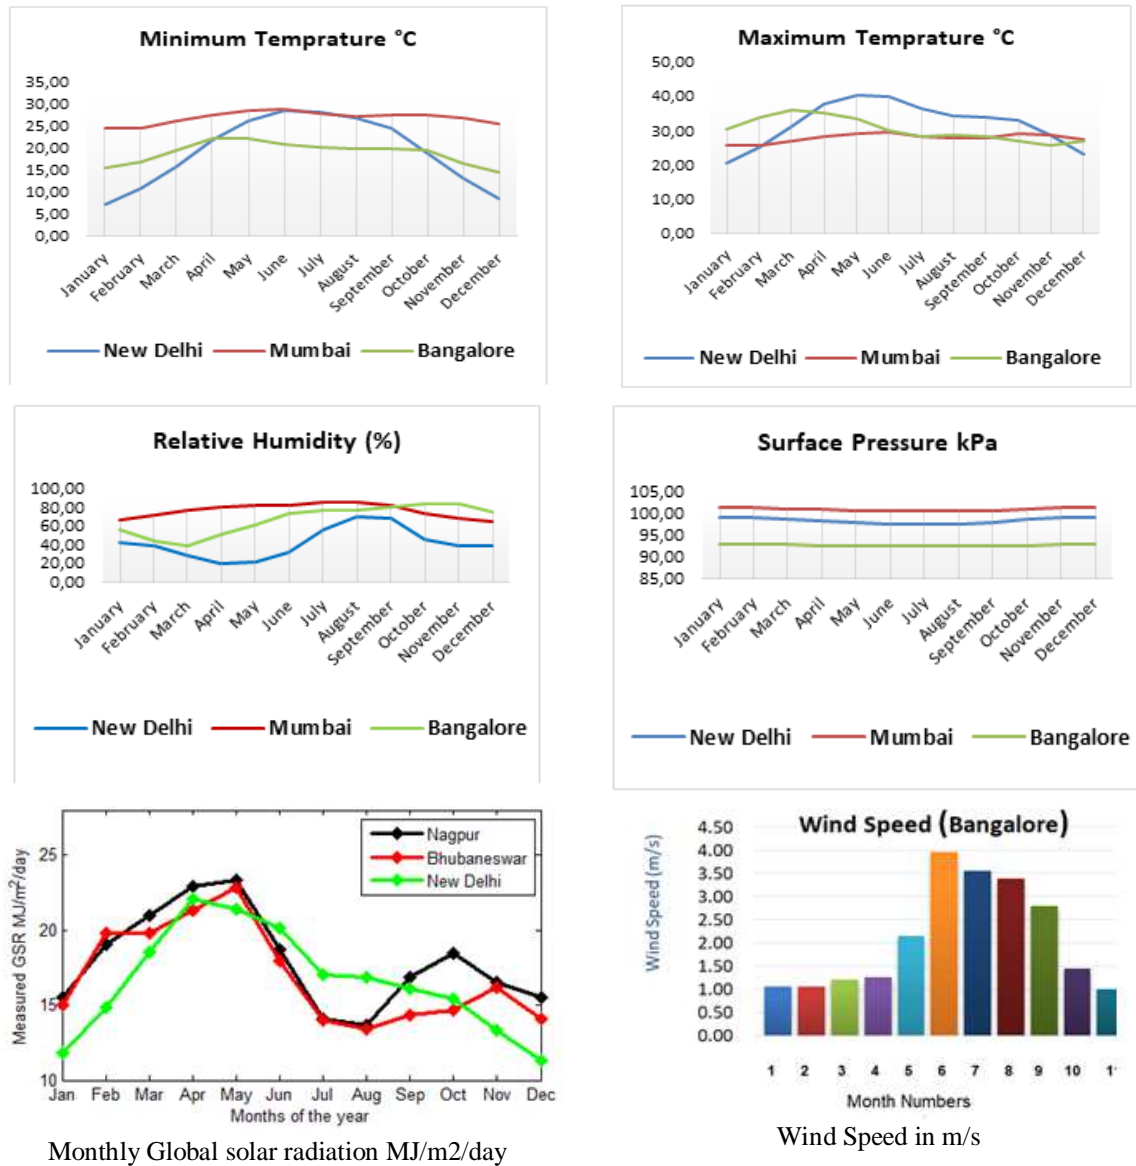 Minimum Temprature °C
35,00
30,00
25,00
20,00
15,00
10,00
5,00
0,00
January February March April May June July August September October November December
New Delhi Mumbai Bangalore
Maximum Temprature °C
50,00
40,00
30,00
20,00
10,00
0,00
January February March April May June July August September October November December
New Delhi Mumbai Bangalore
Relative Humidity (%)
100,00
80,00
60,00
40,00
20,00
0,00
January February March April May June July August September October November December
New Delhi Mumbai Bangalore
Surface Pressure kPa
105,00
100,00
95,00
90,00
85,00
January February March April May June July August September October November December
New Delhi Mumbai Bangalore
Measured GSR MJ/m²/day
25
20
15
10
Nagpur
Bhubaneswar
New Delhi
Jan Feb Mar Apr May Jun Jul Aug Sep Oct Nov Dec
Months of the year
Monthly Global solar radiation MJ/m2/day
Wind Speed (Bangalore)
Wind Speed (m/s)
4.50
4.00
3.50
3.00
2.50
2.00
1.50
1.00
0.50
0.00
1 2 3 4 5 6 7 8 9 10
Month Numbers
Wind Speed in m/s